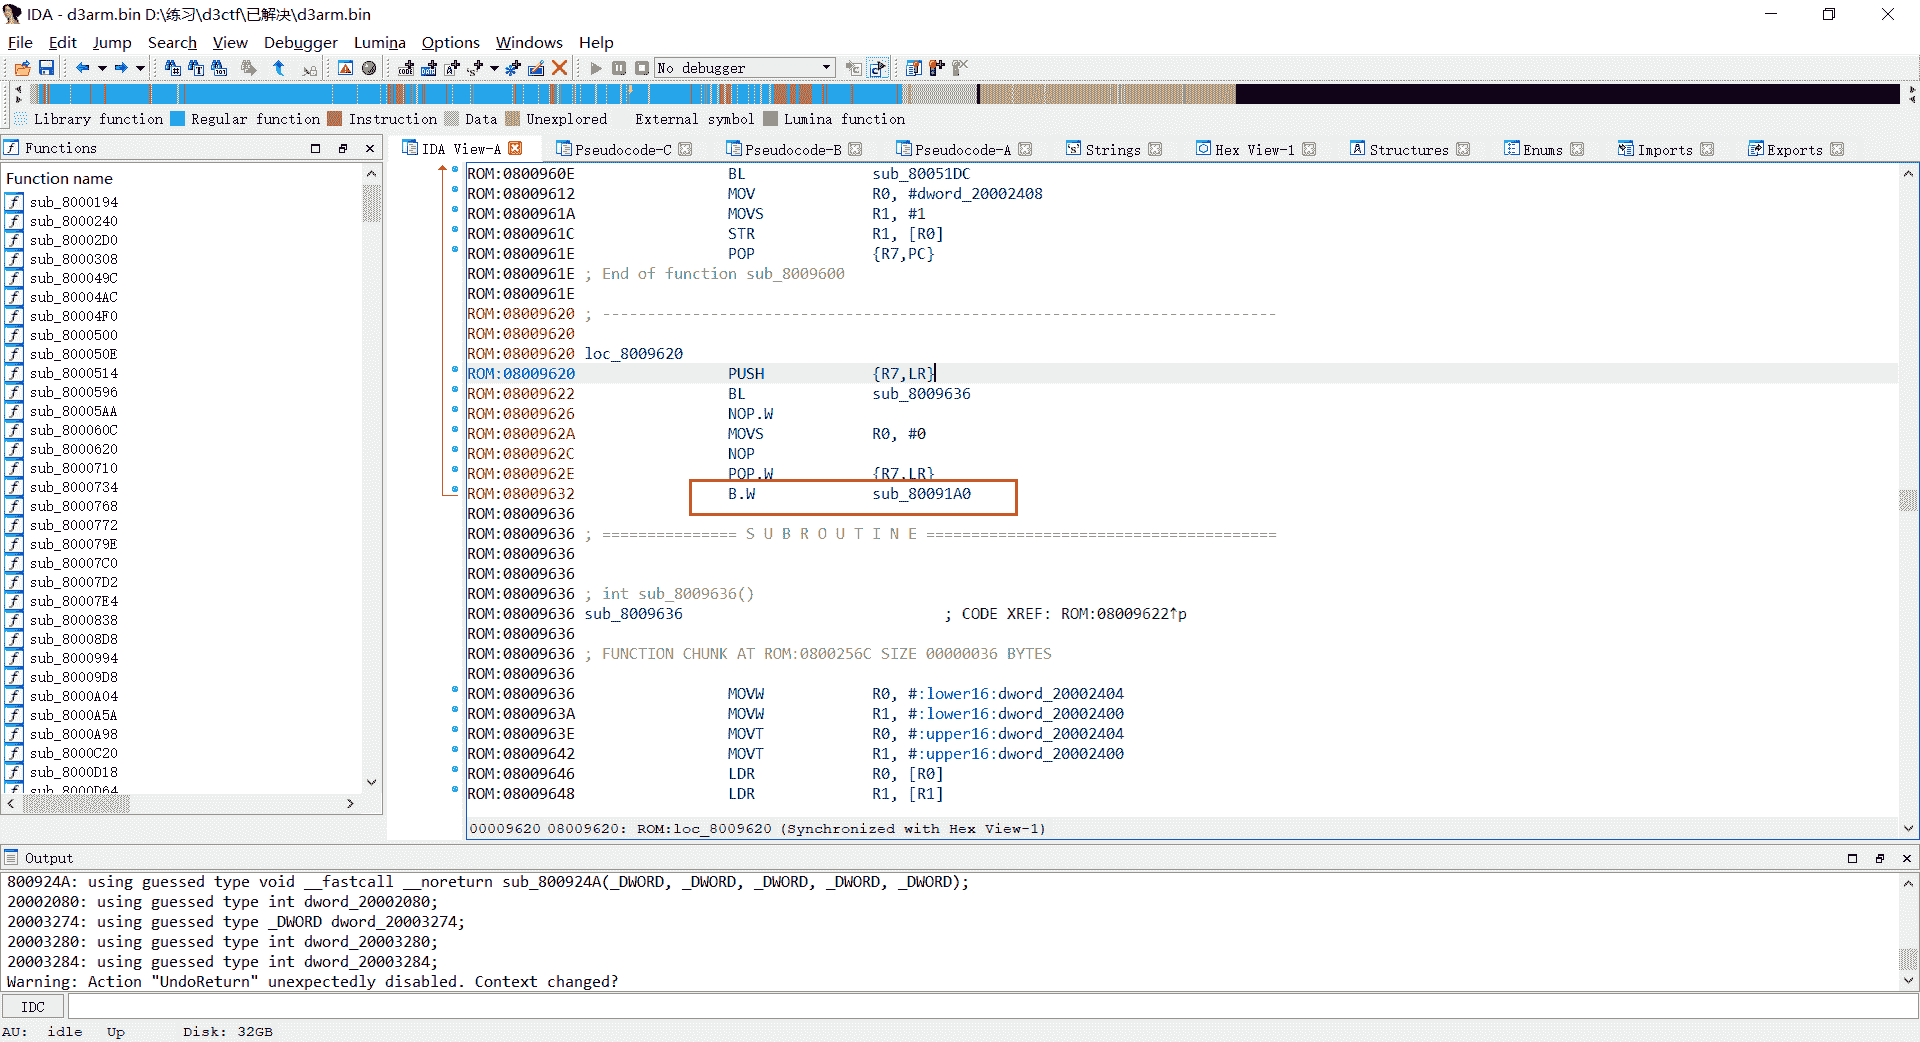 IDA - d3arm.bin D:\练习\d3ctf\已解决\d3arm.bin
File Edit Jump Search View Debugger Lumina Options Windows Help
No debugger
Library function Regular function Instruction Data Unexplored External symbol Lumina function
Functions
IDA View-A Pseudocode-C Pseudocode-B Pseudocode-A Strings Hex View-1 Structures Enums Imports Exports
Function name
sub_8000194
sub_8000240
sub_80002D0
sub_8000308
sub_800049C
sub_80004AC
sub_80004F0
sub_8000500
sub_800050E
sub_8000514
sub_8000596
sub_80005AA
sub_800060C
sub_8000620
sub_8000710
sub_8000734
sub_8000768
sub_8000772
sub_800079E
sub_80007C0
sub_80007D2
sub_80007E4
sub_8000838
sub_80008D8
sub_8000994
sub_80009D8
sub_8000A04
sub_8000A5A
sub_8000A98
sub_8000C20
sub_8000D18
sub_8000D64
ROM:0800960E BL sub_80051DC
ROM:08009612 MOV R0, #dword_20002408
ROM:0800961A MOVS R1, #1
ROM:0800961C STR R1, [R0]
ROM:0800961E POP {R7,PC}
ROM:0800961E ; End of function sub_8009600
ROM:0800961E
ROM:08009620 ; ---------------------------------------------------------------------------
ROM:08009620
ROM:08009620 loc_8009620
ROM:08009620 PUSH {R7,LR}
ROM:08009622 BL sub_8009636
ROM:08009626 NOP.W
ROM:0800962A MOVS R0, #0
ROM:0800962C NOP
ROM:0800962E POP.W {R7,LR}
ROM:08009632 B.W sub_80091A0
ROM:08009636
ROM:08009636 ; =============== S U B R O U T I N E =======================================
ROM:08009636
ROM:08009636
ROM:08009636 ; int sub_8009636()
ROM:08009636 sub_8009636 ; CODE XREF: ROM:08009622↑p
ROM:08009636
ROM:08009636 ; FUNCTION CHUNK AT ROM:0800256C SIZE 00000036 BYTES
ROM:08009636
ROM:08009636 MOVW R0, #:lower16:dword_20002404
ROM:0800963A MOVW R1, #:lower16:dword_20002400
ROM:0800963E MOVT R0, #:upper16:dword_20002404
ROM:08009642 MOVT R1, #:upper16:dword_20002400
ROM:08009646 LDR R0, [R0]
ROM:08009648 LDR R1, [R1]
00009620 08009620: ROM:loc_8009620 (Synchronized with Hex View-1)
Output
800924A: using guessed type void __fastcall __noreturn sub_800924A(_DWORD, _DWORD, _DWORD, _DWORD, _DWORD);
20002080: using guessed type int dword_20002080;
20003274: using guessed type _DWORD dword_20003274;
20003280: using guessed type int dword_20003280;
20003284: using guessed type int dword_20003284;
Warning: Action "UndoReturn" unexpectedly disabled. Context changed?
IDC
AU: idle Up Disk: 32GB